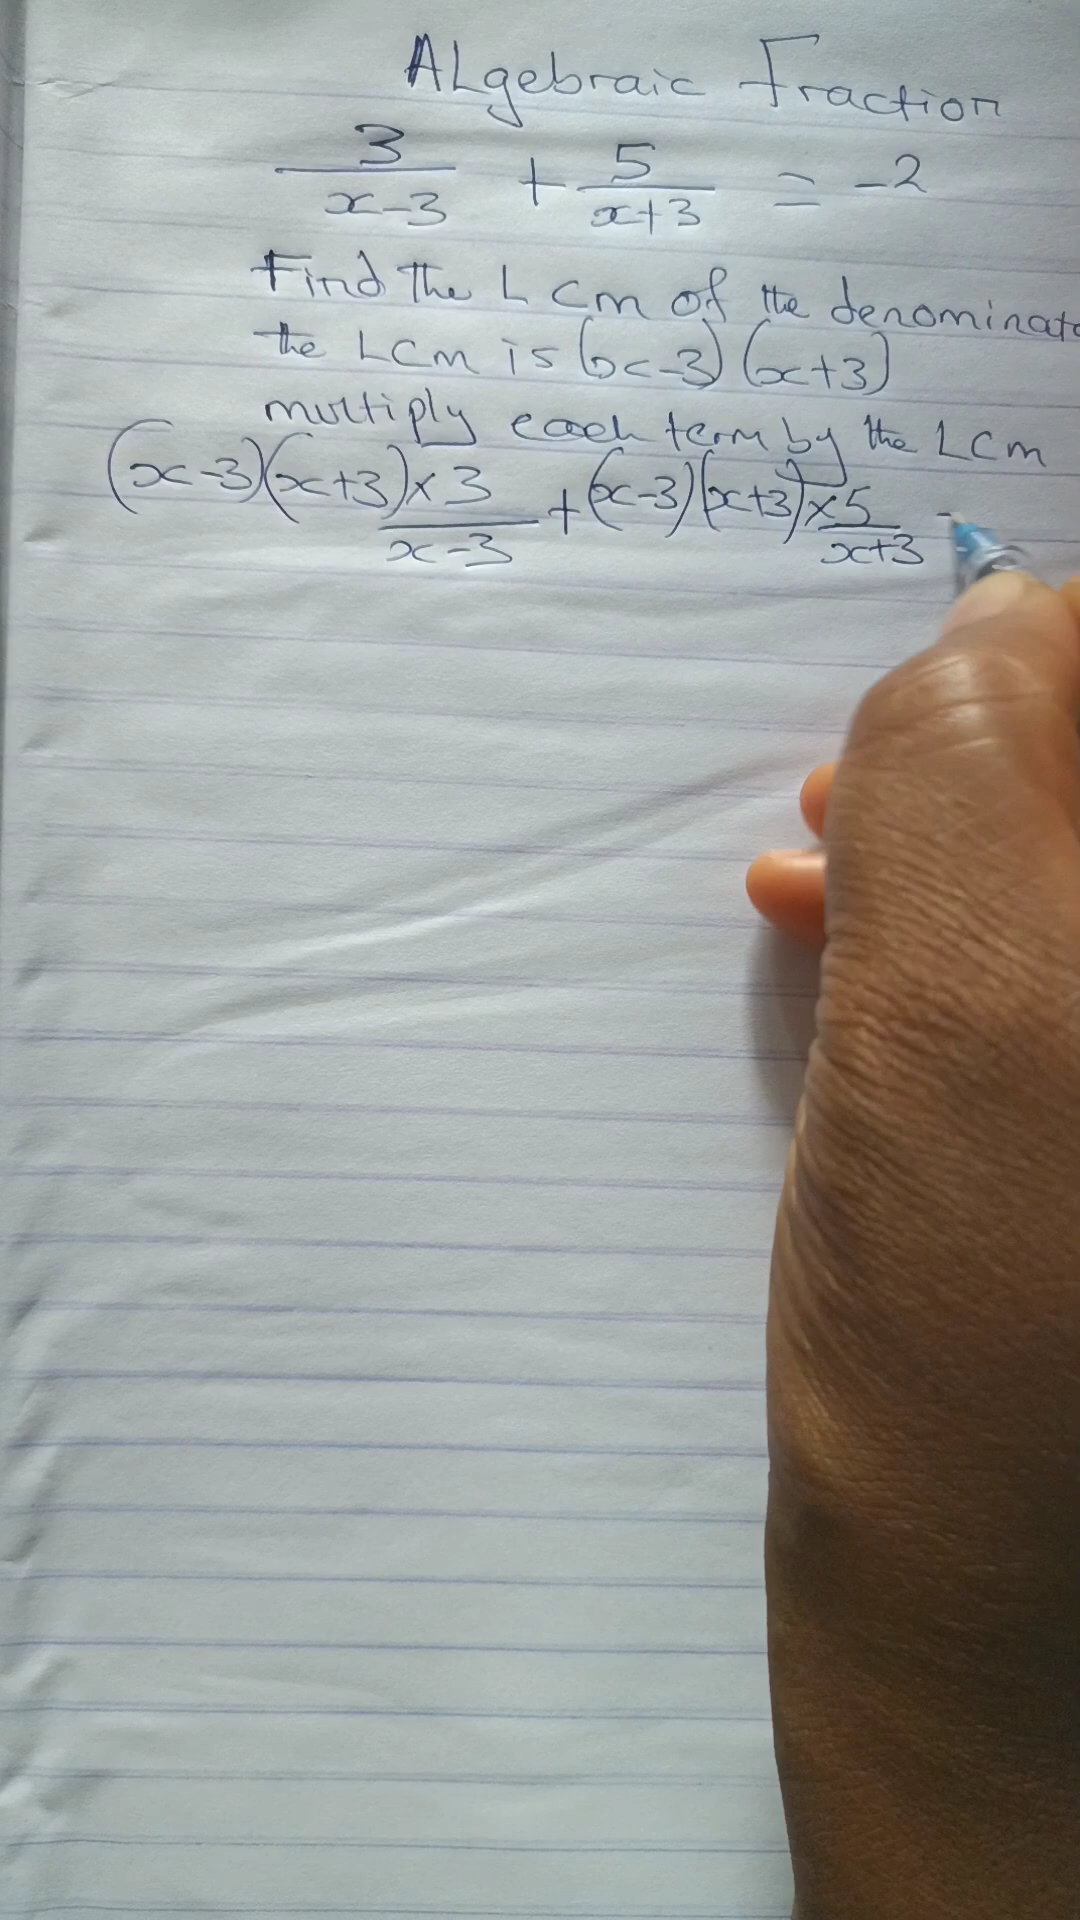 ALgebraic Fraction
3/(x-3) + 5/(x+3) = -2
Find the LCM of the denominato
the LCM is (x-3)(x+3)
multiply each term by the LCM
(x-3)(x+3)×3/(x-3) + (x-3)(x+3)×5/(x+3) -